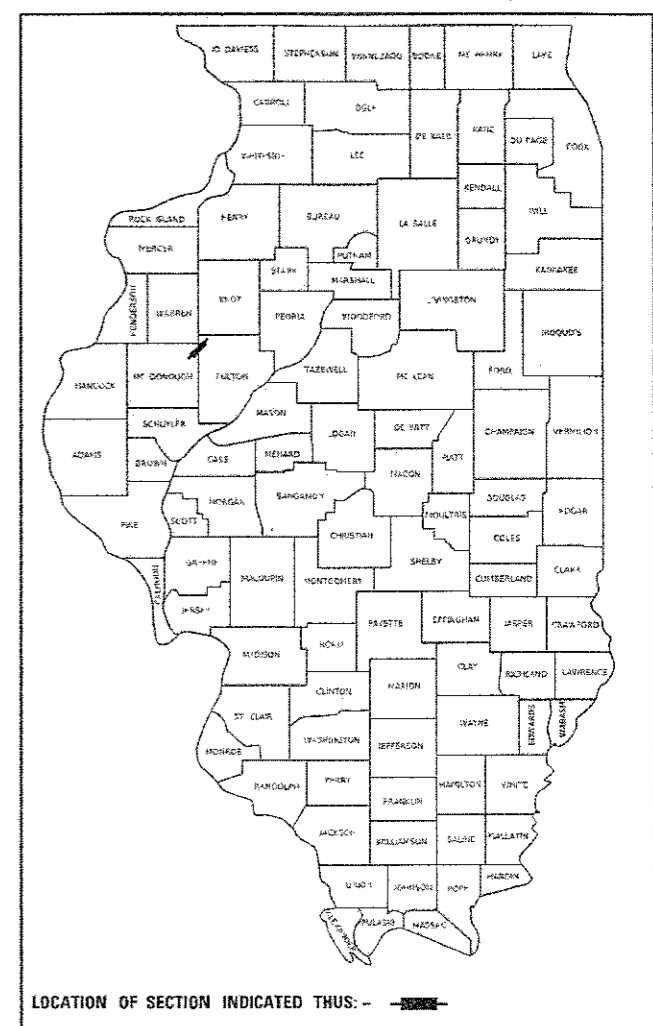 JO DAVIESS STEPHENSON WINNEBAGO BOONE MC HENRY LAKE
CARROLL OGLE DE KALB KANE DU PAGE COOK
WHITESIDE LEE KENDALL WILL
ROCK ISLAND HENRY BUREAU LA SALLE GRUNDY
MERCER PUTNAM KANKAKEE
HENDERSON WARREN KNOX STARK MARSHALL
PEORIA WOODFORD LIVINGSTON IROQUOIS
HANCOCK MC DONOUGH FULTON TAZEWELL MC LEAN FORD
SCHUYLER MASON LOGAN DE WITT CHAMPAIGN VERMILION
ADAMS BROWN CASS MENARD MACON PIATT
PIKE SCOTT MORGAN SANGAMON MOULTRIE DOUGLAS EDGAR
CHRISTIAN COLES
CALHOUN GREENE MACOUPIN MONTGOMERY SHELBY CUMBERLAND CLARK
JERSEY FAYETTE EFFINGHAM JASPER CRAWFORD
MADISON BOND CLAY RICHLAND LAWRENCE
CLINTON MARION
ST. CLAIR WASHINGTON JEFFERSON WAYNE EDWARDS WABASH
MONROE
RANDOLPH PERRY FRANKLIN HAMILTON WHITE
JACKSON WILLIAMSON SALINE GALLATIN
UNION JOHNSON POPE HARDIN
ALEXANDER PULASKI MASSAC
LOCATION OF SECTION INDICATED THUS: -